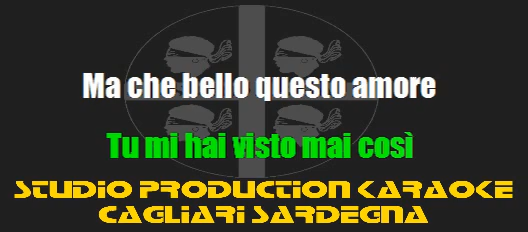 Ma che bello questo amore
Tu mi hai visto mai così
STUDIO PRODUCTION KARAOKE
CAGLIARI SARDEGNA